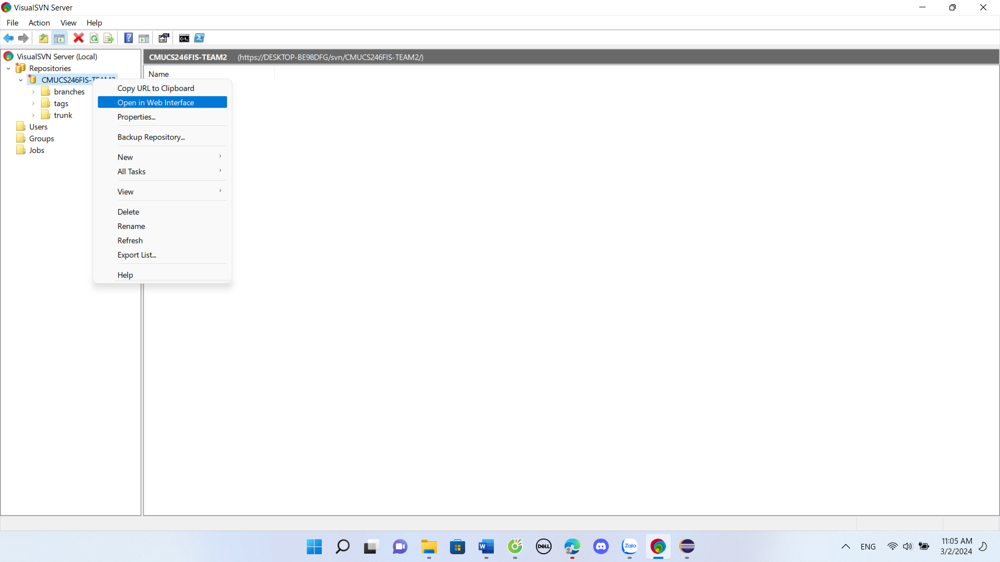 VisualSVN Server
File Action View Help
VisualSVN Server (Local)
Repositories
CMUCS246FIS-TEAM2
branches
tags
trunk
Users
Groups
Jobs
CMUCS246FIS-TEAM2 (https://DESKTOP-BE98DFG/svn/CMUCS246FIS-TEAM2/)
Name
Copy URL to Clipboard
Open in Web Interface
Properties...
Backup Repository...
New
All Tasks
View
Delete
Rename
Refresh
Export List...
Help
C:\.
W
DELL
Zalo
ENG
11:05 AM
3/2/2024